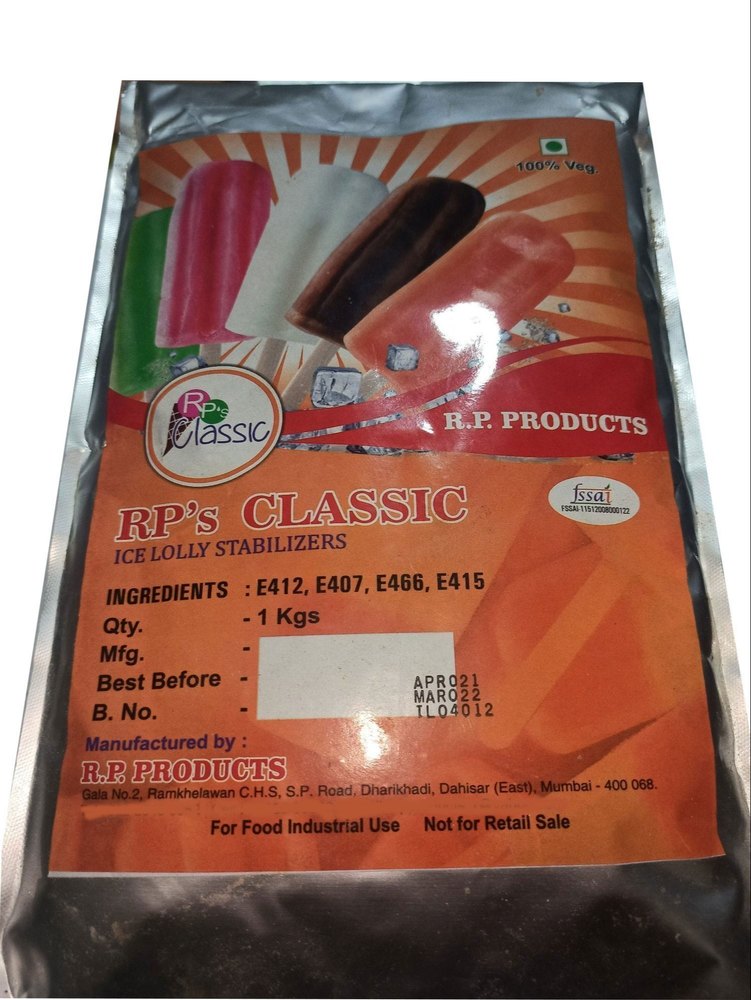 100% Veg.
RP's
Classic
R.P. PRODUCTS
fssai
FSSAI-11512008000122
RP's CLASSIC
ICE LOLLY STABILIZERS
INGREDIENTS : E412, E407, E466, E415
Qty. - 1 Kgs
Mfg. - APR021
Best Before - MAR022
B. No. - IL04012
Manufactured by :
R.P. PRODUCTS
Gala No.2, Ramkhelawan C.H.S, S.P. Road, Dharikhadi, Dahisar (East), Mumbai - 400 068.
For Food Industrial Use Not for Retail Sale